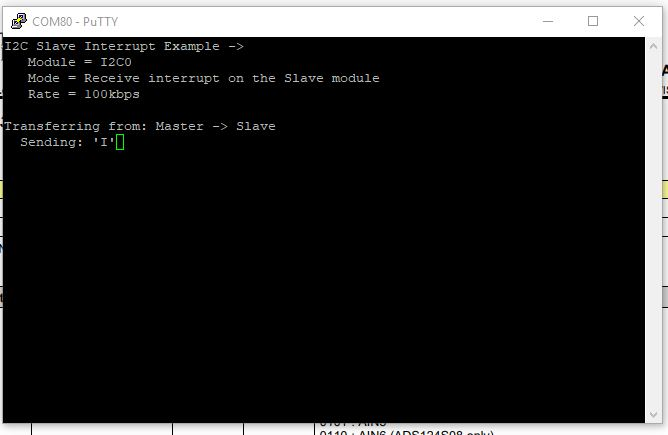 COM80 - PuTTY
I2C Slave Interrupt Example ->
Module = I2C0
Mode = Receive interrupt on the Slave module
Rate = 100kbps
Transferring from: Master -> Slave
Sending: 'I'
0110 : AIN6 (ADS124S08 only)